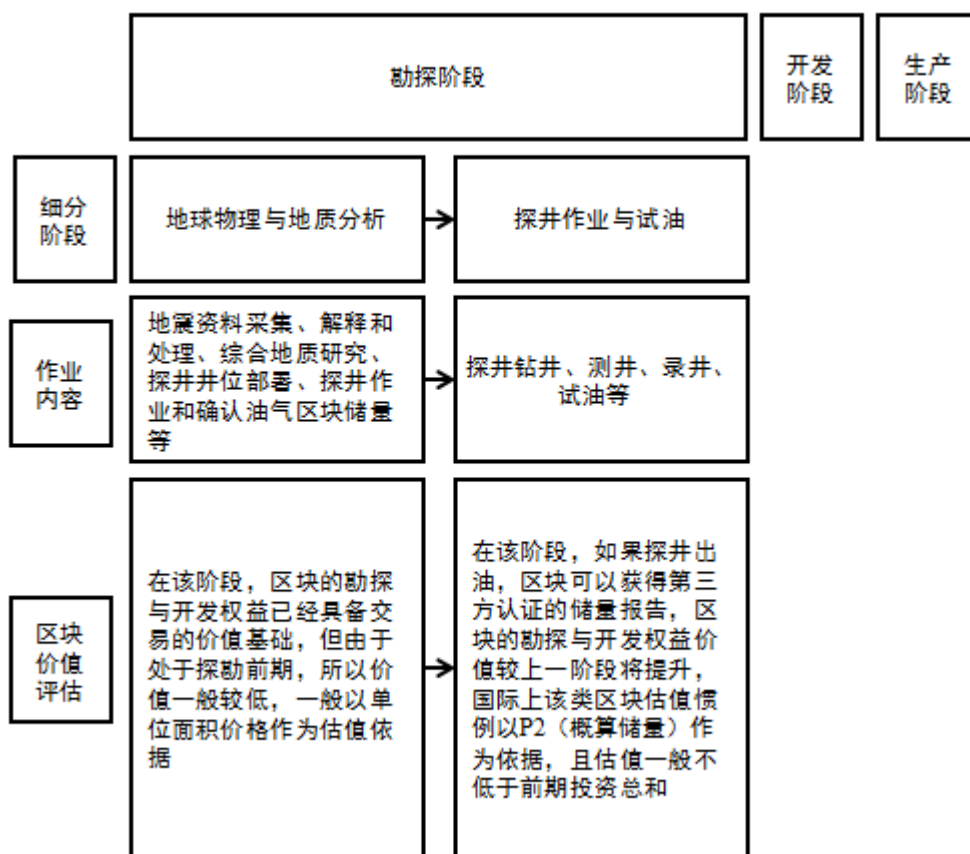 勘探阶段
开发
阶段
生产
阶段
细分
阶段
地球物理与地质分析
探井作业与试油
作业
内容
地震资料采集、解释和
处理、综合地质研究、
探井井位部署、探井作
业和确认油气区块储量
等
探井钻井、测井、录井、
试油等
区块
价值
评估
在该阶段，区块的勘探
与开发权益已经具备交
易的价值基础，但由于
处于探勘前期，所以价
值一般较低，一般以单
位面积价格作为估值依
据
在该阶段，如果探井出
油，区块可以获得第三
方认证的储量报告，区
块的勘探与开发权益价
值较上一阶段将提升，
国际上该类区块估值惯
例以P2（概算储量）作
为依据，且估值一般不
低于前期投资总和